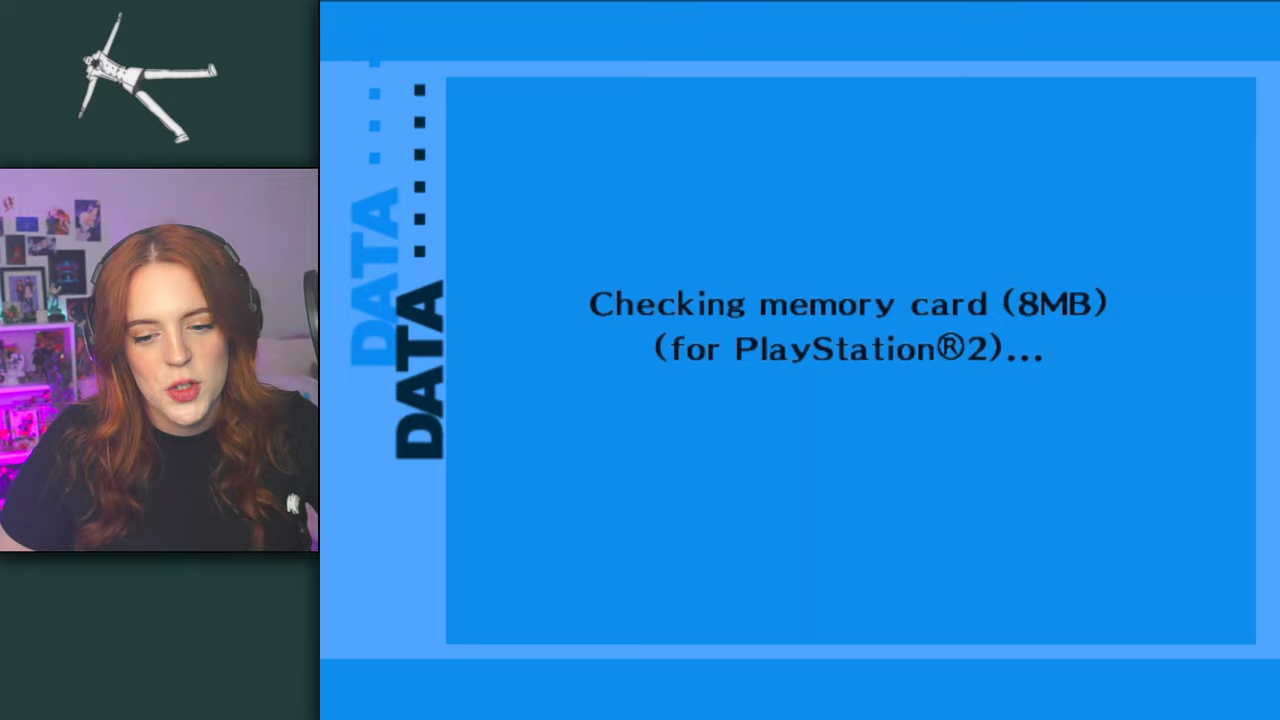 DATA ......
DATA ....
Checking memory card (8MB)
(for PlayStation®2)...